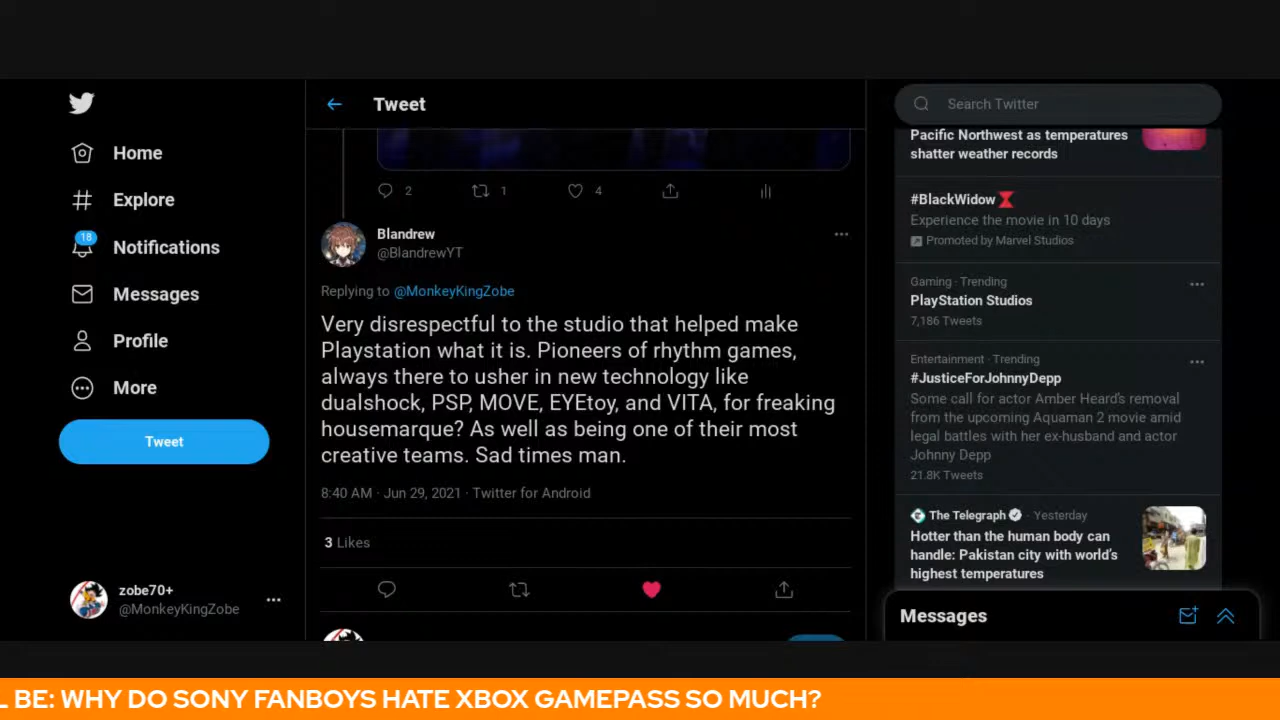 Home
Explore
18
Notifications
Messages
Profile
More
Tweet
zobe70+
@MonkeyKingZobe
Tweet
2
1
4
Blandrew
@BlandrewYT
Replying to @MonkeyKingZobe
Very disrespectful to the studio that helped make
Playstation what it is. Pioneers of rhythm games,
always there to usher in new technology like
dualshock, PSP, MOVE, EYEtoy, and VITA, for freaking
housemarque? As well as being one of their most
creative teams. Sad times man.
8:40 AM · Jun 29, 2021 · Twitter for Android
3 Likes
Search Twitter
Pacific Northwest as temperatures
shatter weather records
#BlackWidow
Experience the movie in 10 days
Promoted by Marvel Studios
Gaming · Trending
PlayStation Studios
7,186 Tweets
Entertainment · Trending
#JusticeForJohnnyDepp
Some call for actor Amber Heard's removal
from the upcoming Aquaman 2 movie amid
legal battles with her ex-husband and actor
Johnny Depp
21.8K Tweets
The Telegraph · Yesterday
Hotter than the human body can
handle: Pakistan city with world's
highest temperatures
Messages
L BE: WHY DO SONY FANBOYS HATE XBOX GAMEPASS SO MUCH?